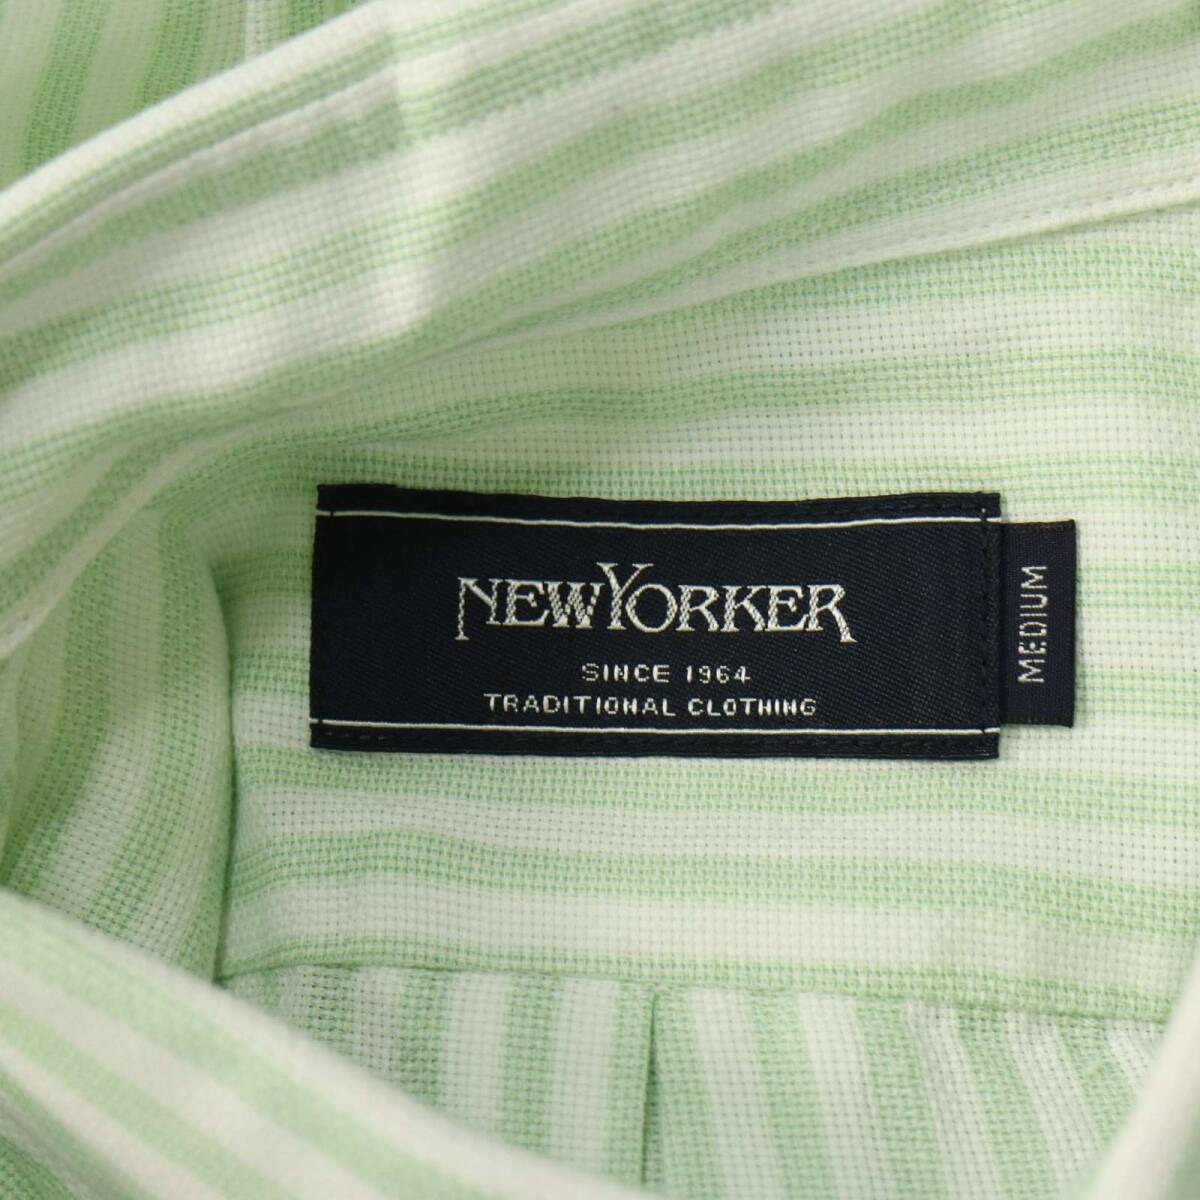 NEWYORKER
SINCE 1964
TRADITIONAL CLOTHING
MEDIUM